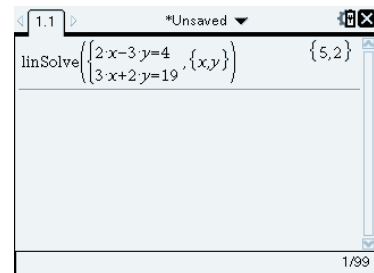 1.1 *Unsaved
linSolve({2·x−3·y=4
3·x+2·y=19 ,{x,y}) {5,2}
1/99